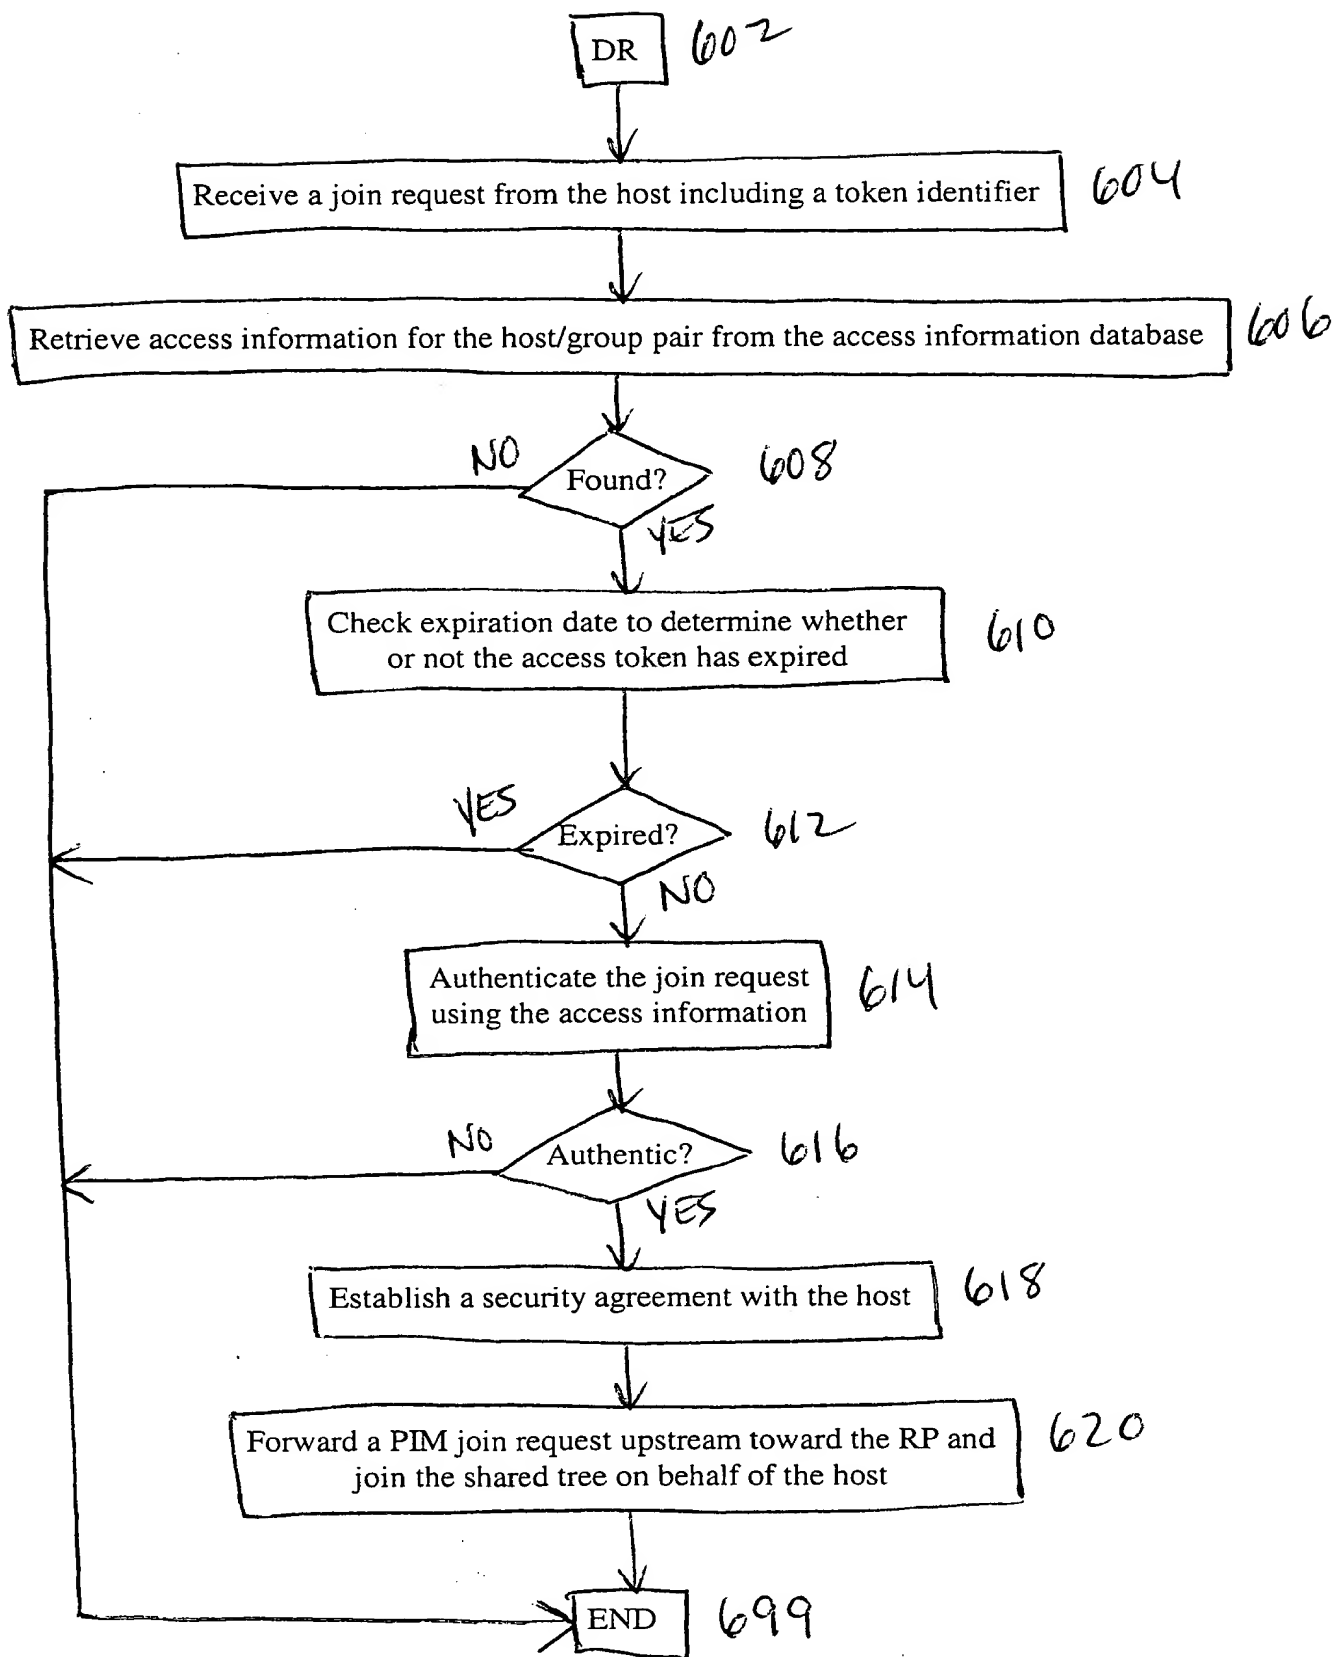 DR 602
Receive a join request from the host including a token identifier 604
Retrieve access information for the host/group pair from the access information database 606
NO Found? 608
YES
Check expiration date to determine whether 610
or not the access token has expired
YES Expired? 612
NO
Authenticate the join request 614
using the access information
NO Authentic? 616
YES
Establish a security agreement with the host 618
Forward a PIM join request upstream toward the RP and 620
join the shared tree on behalf of the host
END 699